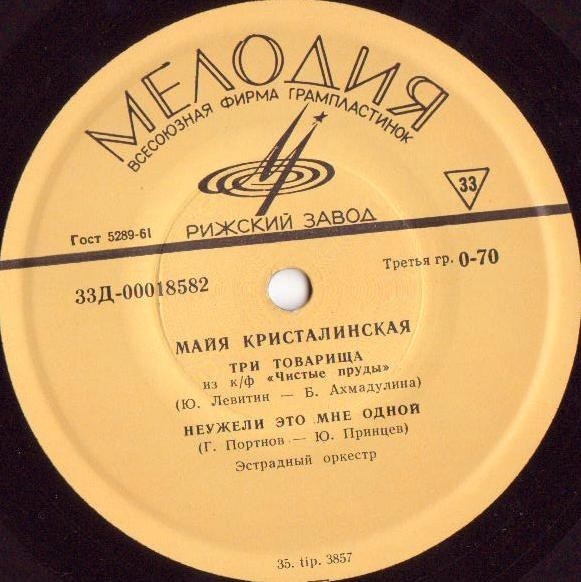 МЕЛОДИЯ
ВСЕСОЮЗНАЯ ФИРМА ГРАМПЛАСТИНОК
33
РИЖСКИЙ ЗАВОД
Гост 5289-61
33Д-00018582
Третья гр. 0-70
МАЙЯ КРИСТАЛИНСКАЯ
ТРИ ТОВАРИЩА
из к/ф «Чистые пруды»
(Ю. Левитин — Б. Ахмадулина)
НЕУЖЕЛИ ЭТО МНЕ ОДНОЙ
(Г. Портнов — Ю. Принцев)
Эстрадный оркестр
35. tip. 3857